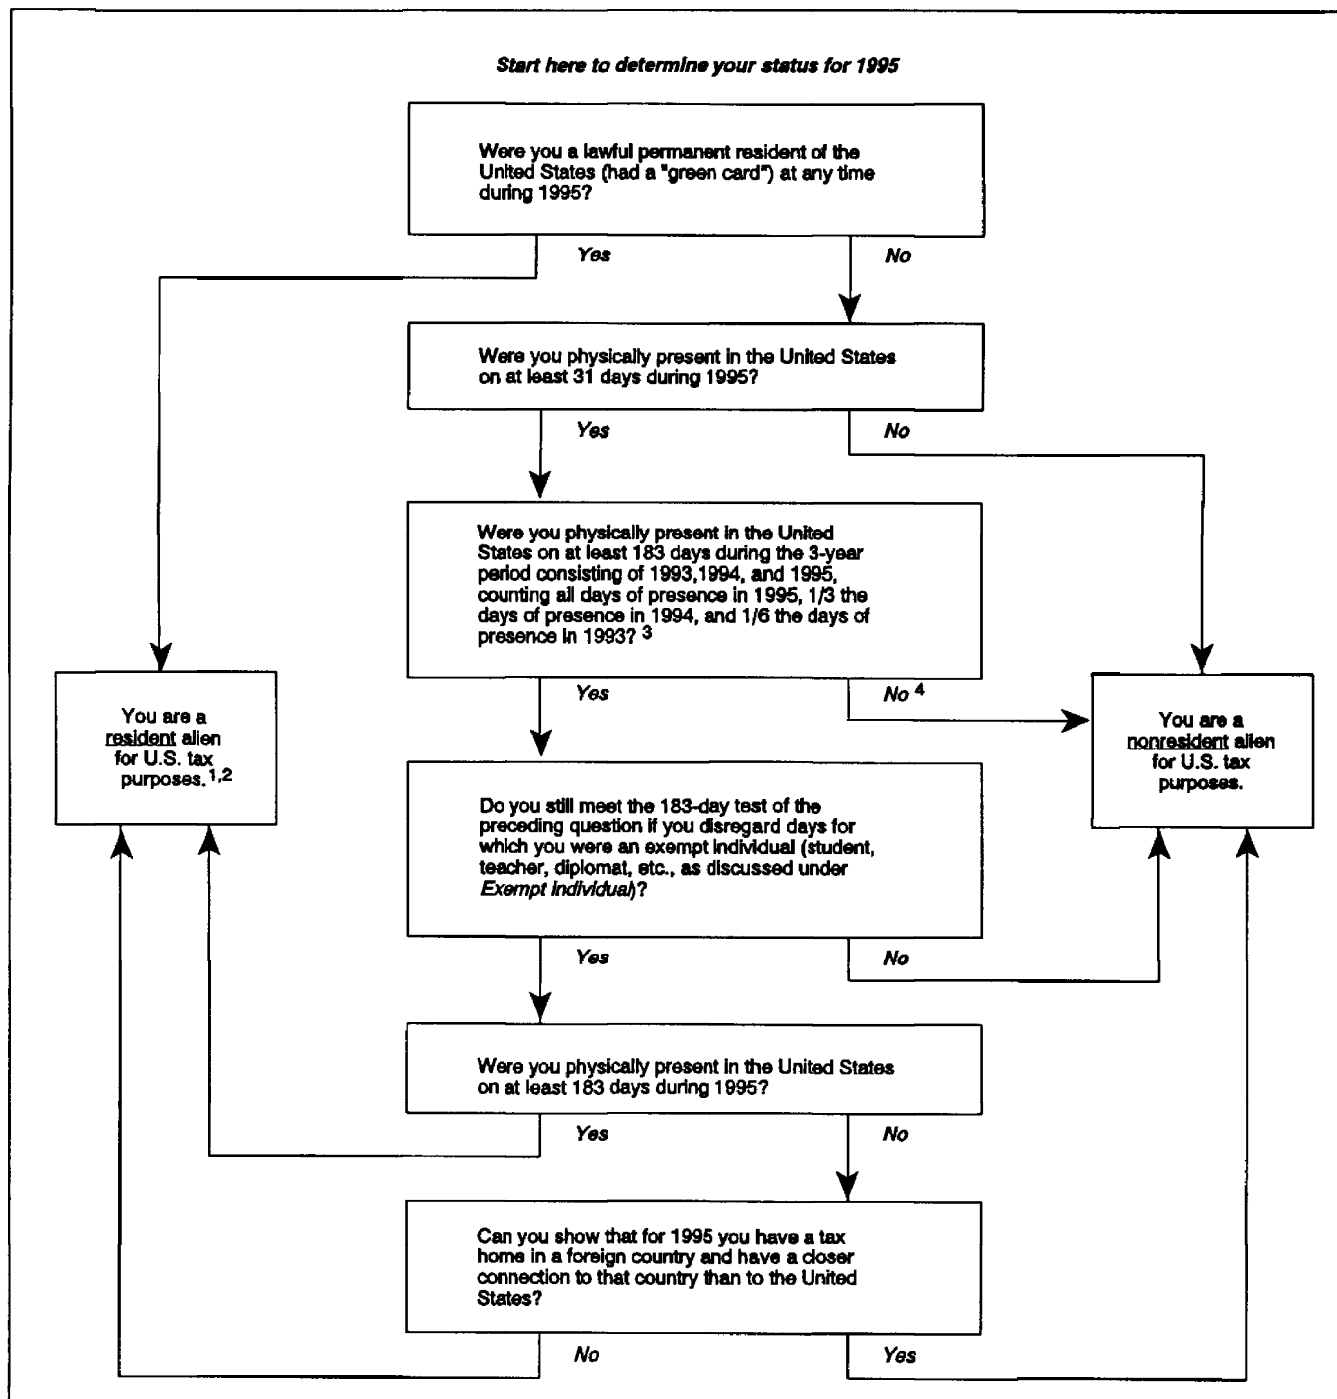 Start here to determine your status for 1995
Were you a lawful permanent resident of the
United States (had a "green card") at any time
during 1995?
Yes
No
Were you physically present in the United States
on at least 31 days during 1995?
Yes
No
Were you physically present in the United
States on at least 183 days during the 3-year
period consisting of 1993,1994, and 1995,
counting all days of presence in 1995, 1/3 the
days of presence in 1994, and 1/6 the days of
presence in 1993? 3
Yes
No 4
You are a
resident alien
for U.S. tax
purposes.1,2
You are a
nonresident alien
for U.S. tax
purposes.
Do you still meet the 183-day test of the
preceding question if you disregard days for
which you were an exempt individual (student,
teacher, diplomat, etc., as discussed under
Exempt individual)?
Yes
No
Were you physically present in the United States
on at least 183 days during 1995?
Yes
No
Can you show that for 1995 you have a tax
home in a foreign country and have a closer
connection to that country than to the United
States?
No
Yes